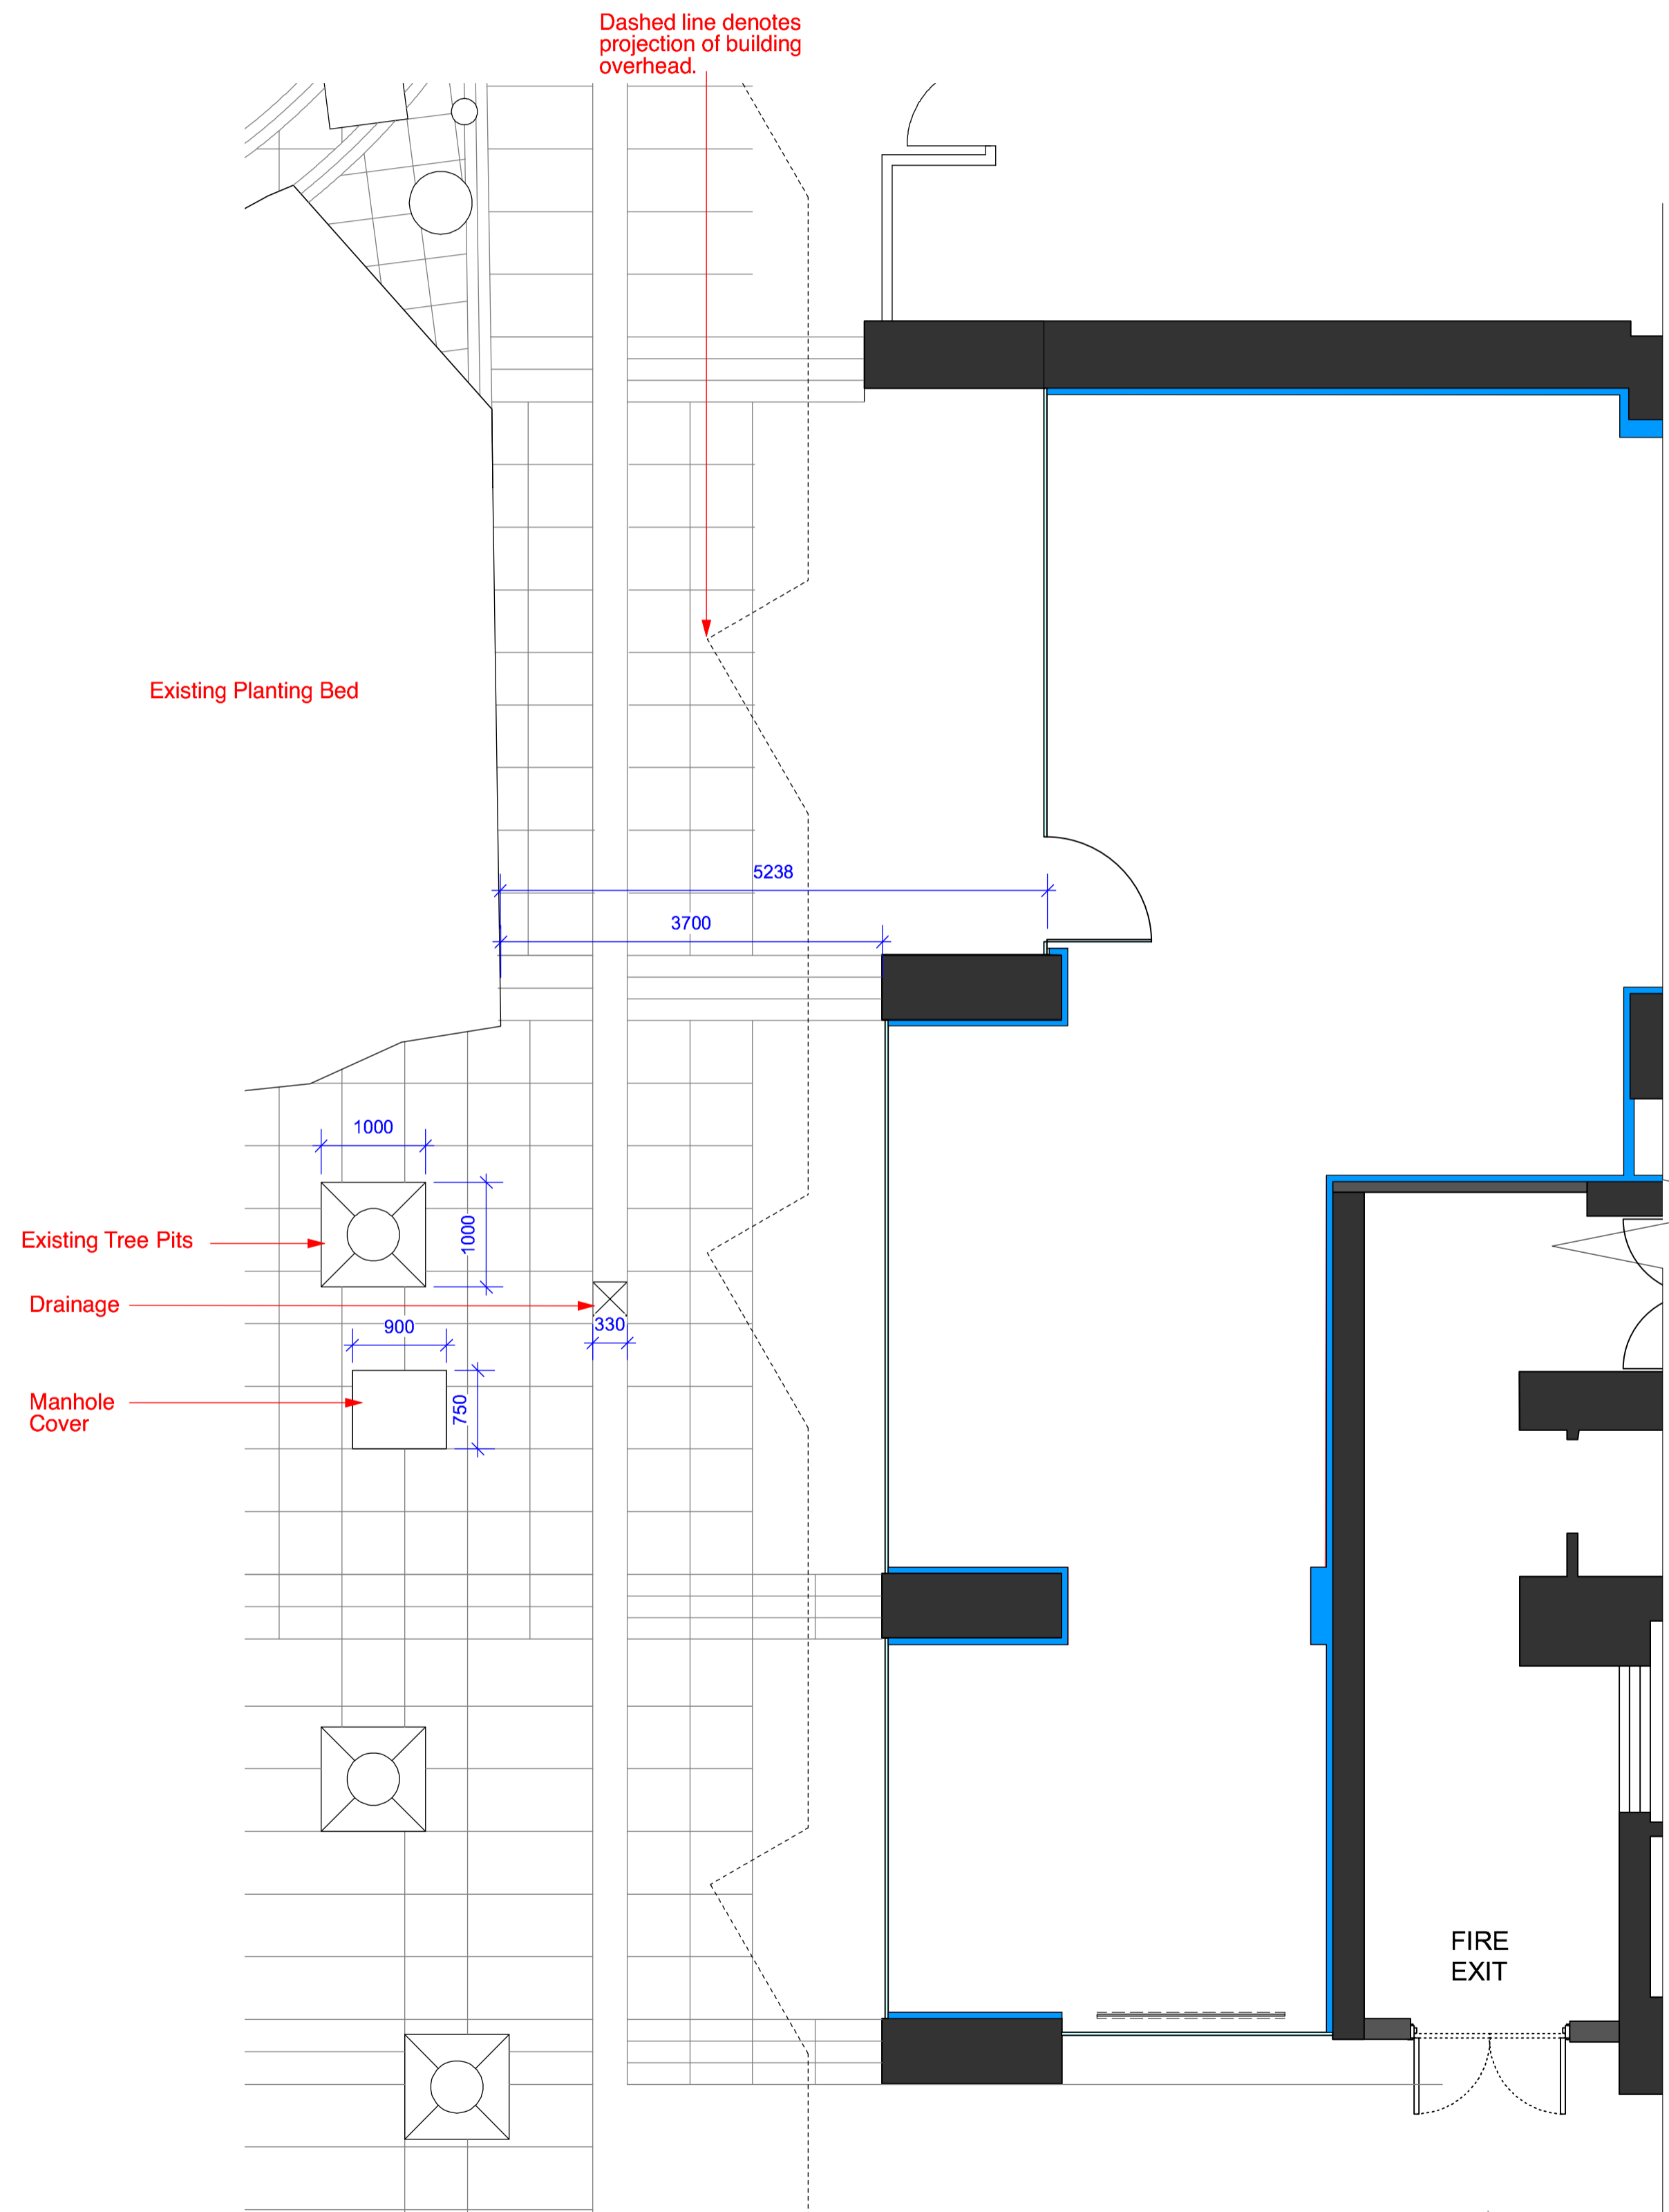 Dashed line denotes
projection of building
overhead.
Existing Planting Bed
5238
3700
1000
1000
Existing Tree Pits
Drainage
330
900
750
Manhole
Cover
FIRE
EXIT